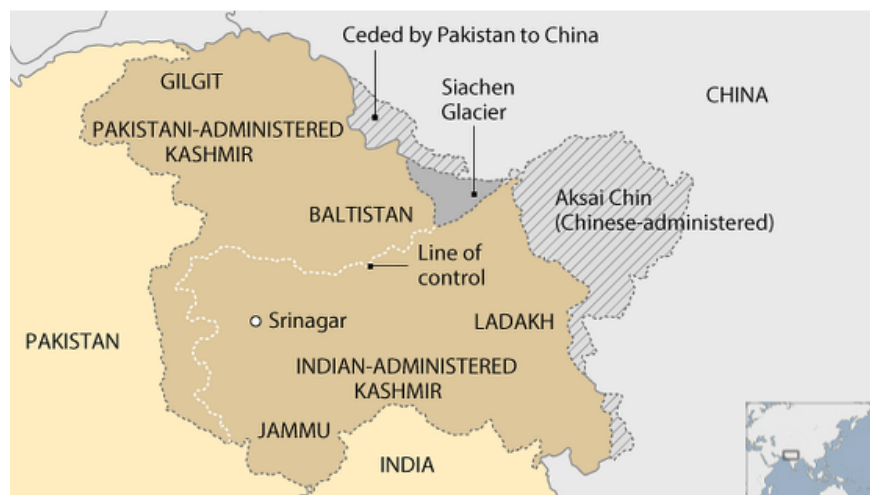 Ceded by Pakistan to China
GILGIT
Siachen
Glacier
CHINA
PAKISTANI-ADMINISTERED
KASHMIR
Aksai Chin
(Chinese-administered)
BALTISTAN
Line of
control
Srinagar
LADAKH
PAKISTAN
INDIAN-ADMINISTERED
KASHMIR
JAMMU
INDIA